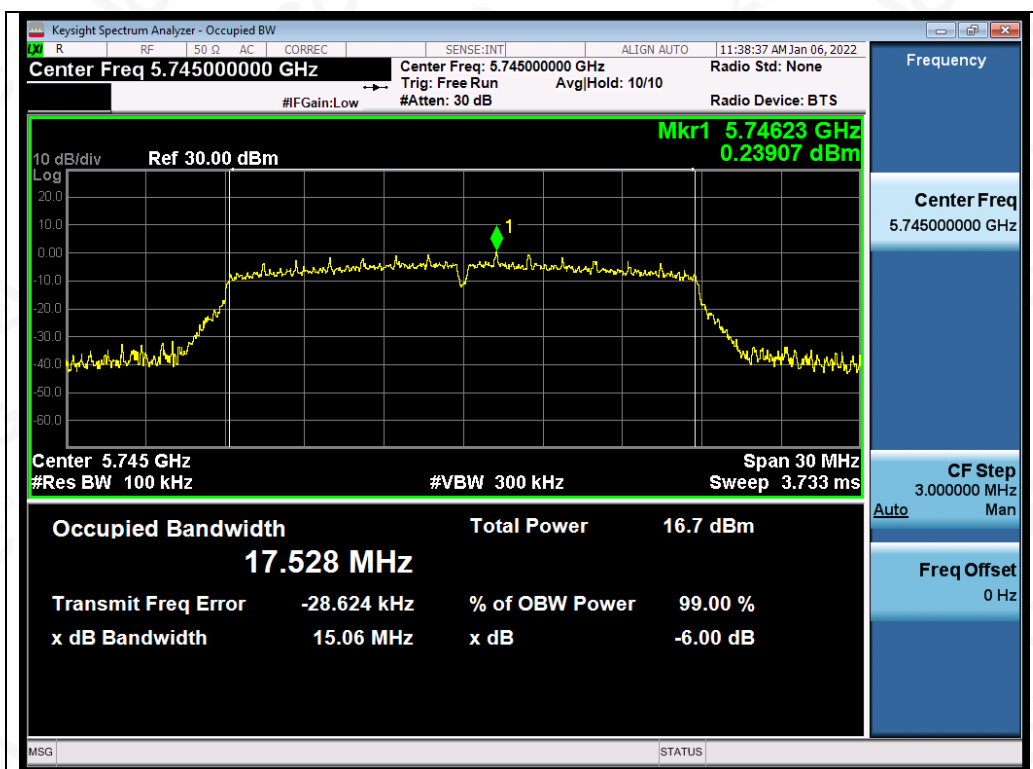 Keysight Spectrum Analyzer - Occupied BW
LXI R RF 50 Ω AC CORREC SENSE:INT ALIGN AUTO 11:38:37 AM Jan 06, 2022
Center Freq 5.745000000 GHz
Center Freq: 5.745000000 GHz
Radio Std: None
Trig: Free Run Avg|Hold: 10/10
#IFGain:Low
#Atten: 30 dB
Radio Device: BTS
Mkr1 5.74623 GHz
0.23907 dBm
10 dB/div Ref 30.00 dBm
Log
20.0
10.0
1
0.00
-10.0
-20.0
-30.0
-40.0
-50.0
-60.0
Center 5.745 GHz Span 30 MHz
#Res BW 100 kHz #VBW 300 kHz Sweep 3.733 ms
Occupied Bandwidth Total Power 16.7 dBm
17.528 MHz
Transmit Freq Error -28.624 kHz % of OBW Power 99.00 %
x dB Bandwidth 15.06 MHz x dB -6.00 dB
MSG STATUS
Frequency
Center Freq
5.745000000 GHz
CF Step
3.000000 MHz
Auto Man
Freq Offset
0 Hz